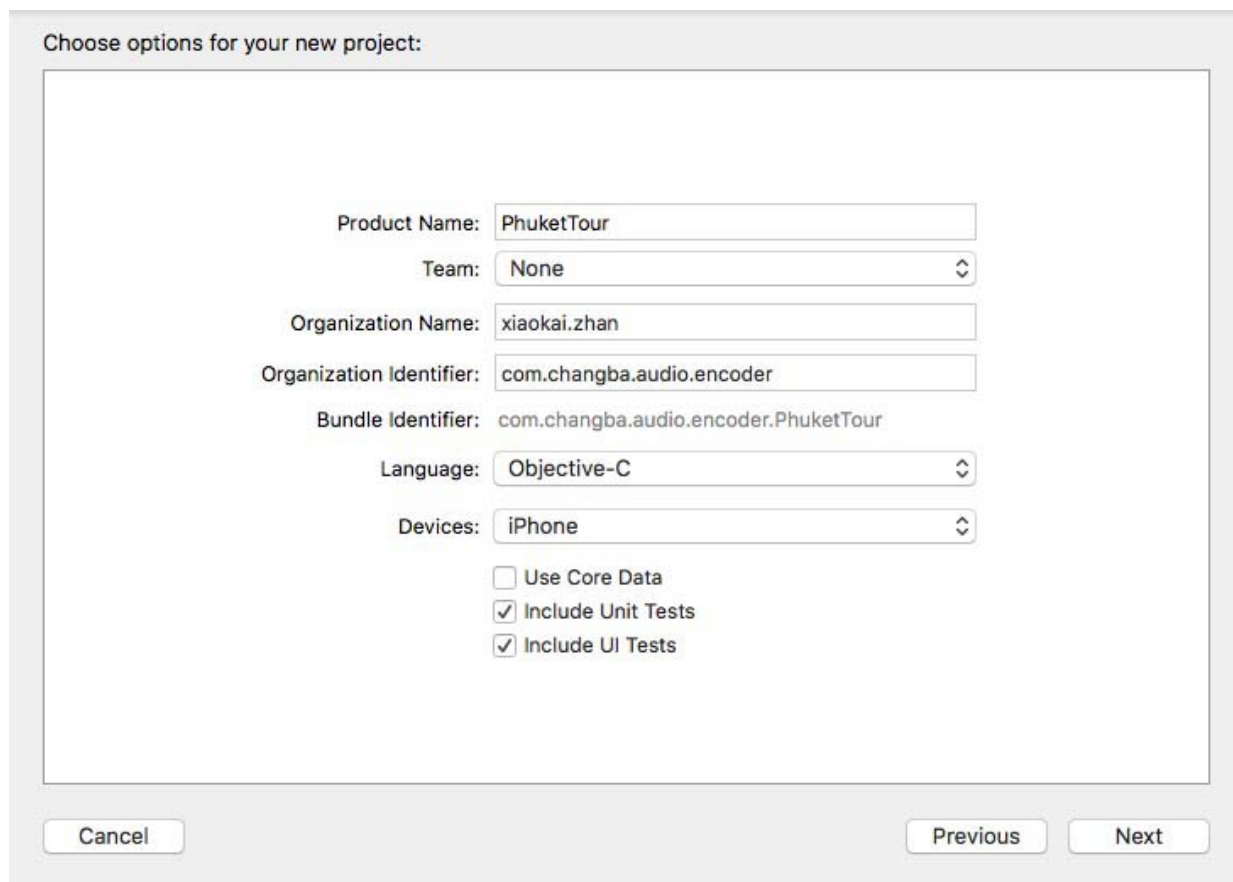 Choose options for your new project:
Product Name: PhuketTour
Team: None
Organization Name: xiaokai.zhan
Organization Identifier: com.changba.audio.encoder
Bundle Identifier: com.changba.audio.encoder.PhuketTour
Language: Objective-C
Devices: iPhone
Use Core Data
Include Unit Tests
Include UI Tests
Cancel Previous Next